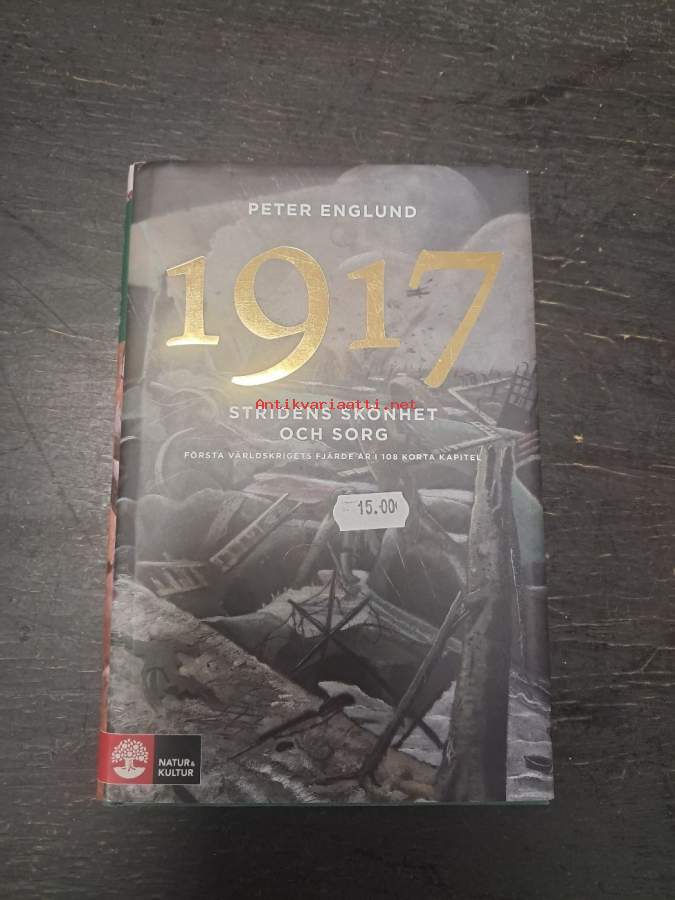 PETER ENGLUND
1917
Antikvariaatti.net
STRIDENS SKÖNHET
OCH SORG
FÖRSTA VÄRLDSKRIGETS FJÄRDE ÅR I 108 KORTA KAPITEL
15.00
NATUR &
KULTUR